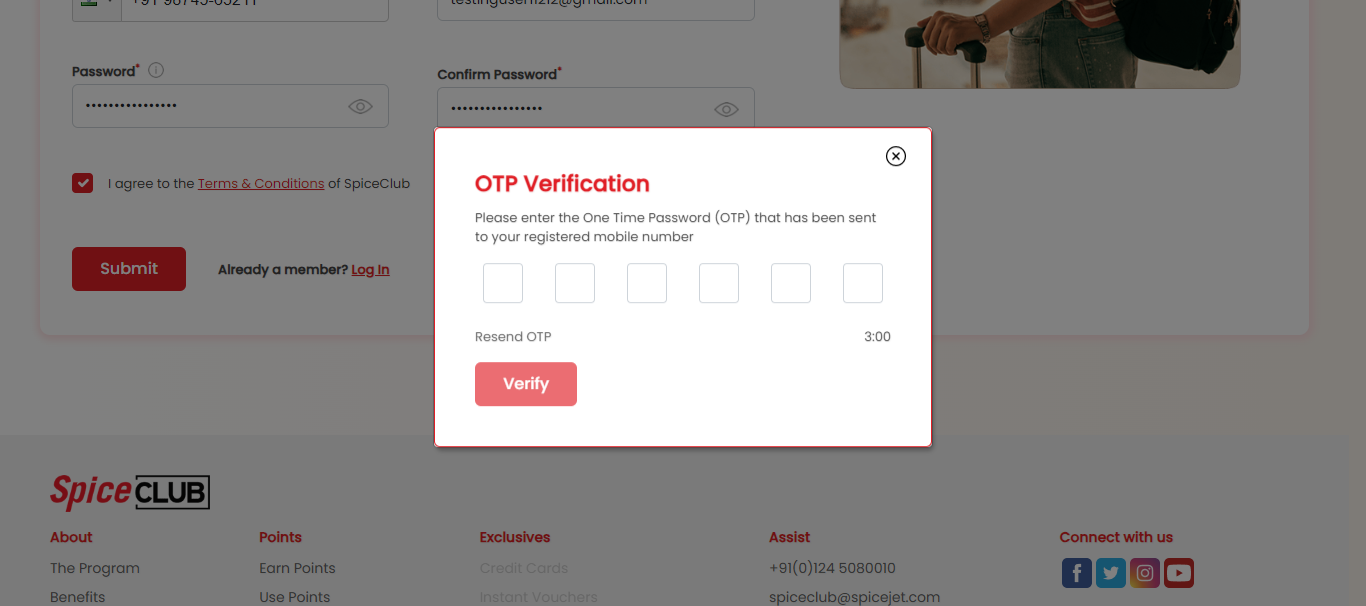 Password*
Confirm Password*
I agree to the Terms & Conditions of SpiceClub
Submit
Already a member? Log In
OTP Verification
Please enter the One Time Password (OTP) that has been sent
to your registered mobile number
Resend OTP
3:00
Verify
Spice CLUB
About
The Program
Benefits
Points
Earn Points
Use Points
Exclusives
Credit Cards
Instant Vouchers
Assist
+91(0)124 5080010
spiceclub@spicejet.com
Connect with us